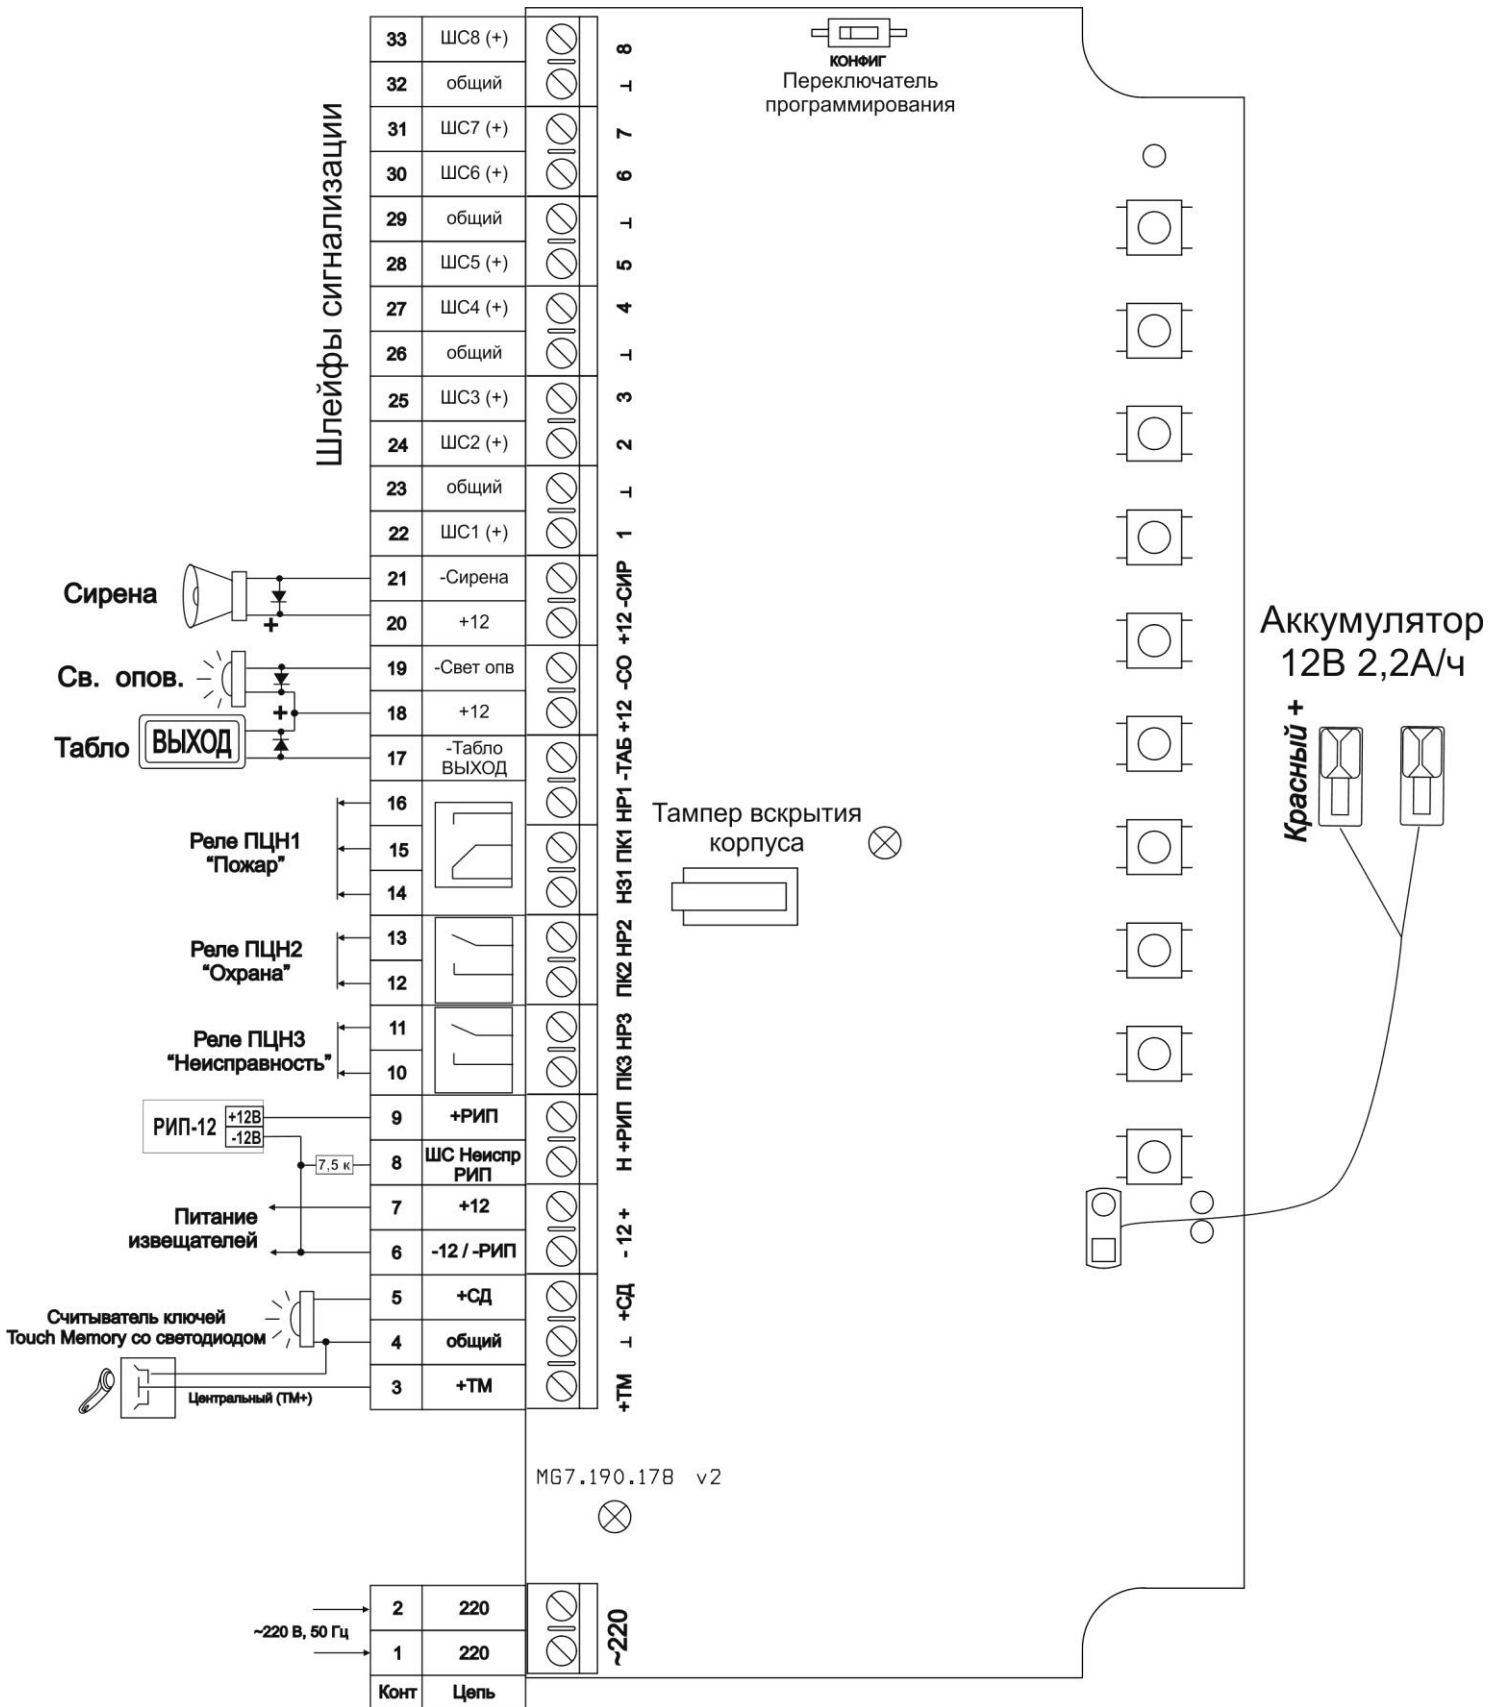 КОНФИГ
Переключатель
программирования
Шлейфы сигнализации
33 ШС8 (+) 8
32 общий ⊥
31 ШС7 (+) 7
30 ШС6 (+) 6
29 общий ⊥
28 ШС5 (+) 5
27 ШС4 (+) 4
26 общий ⊥
25 ШС3 (+) 3
24 ШС2 (+) 2
23 общий ⊥
22 ШС1 (+) 1
Сирена
+
21 -Сирена -СИР
20 +12 +12
Св. опов.
+
19 -Свет опв -СО
18 +12 +12
Табло ВЫХОД
17 -Табло
ВЫХОД
-ТАБ
16 НР1
Реле ПЦН1
“Пожар”
15 ПК1
14 НЗ1
Реле ПЦН2
“Охрана”
13 НР2
12 ПК2
Реле ПЦН3
“Неисправность”
11 НР3
10 ПК3
РИП-12 +12В
-12В
9 +РИП +РИП
7,5 к
8 ШС Неиспр
РИП
Н
Питание
извещателей
7 +12
6 -12 / -РИП
- 12 +
Считыватель ключей
Touch Memory со светодиодом
5 +СД +СД
4 общий ⊥
Центральный (ТМ+)
3 +ТМ +ТМ
Тампер вскрытия
корпуса
Аккумулятор
12В 2,2А/ч
Красный +
MG7.190.178 v2
~220 В, 50 Гц
2 220
1 220
~220
Конт Цепь